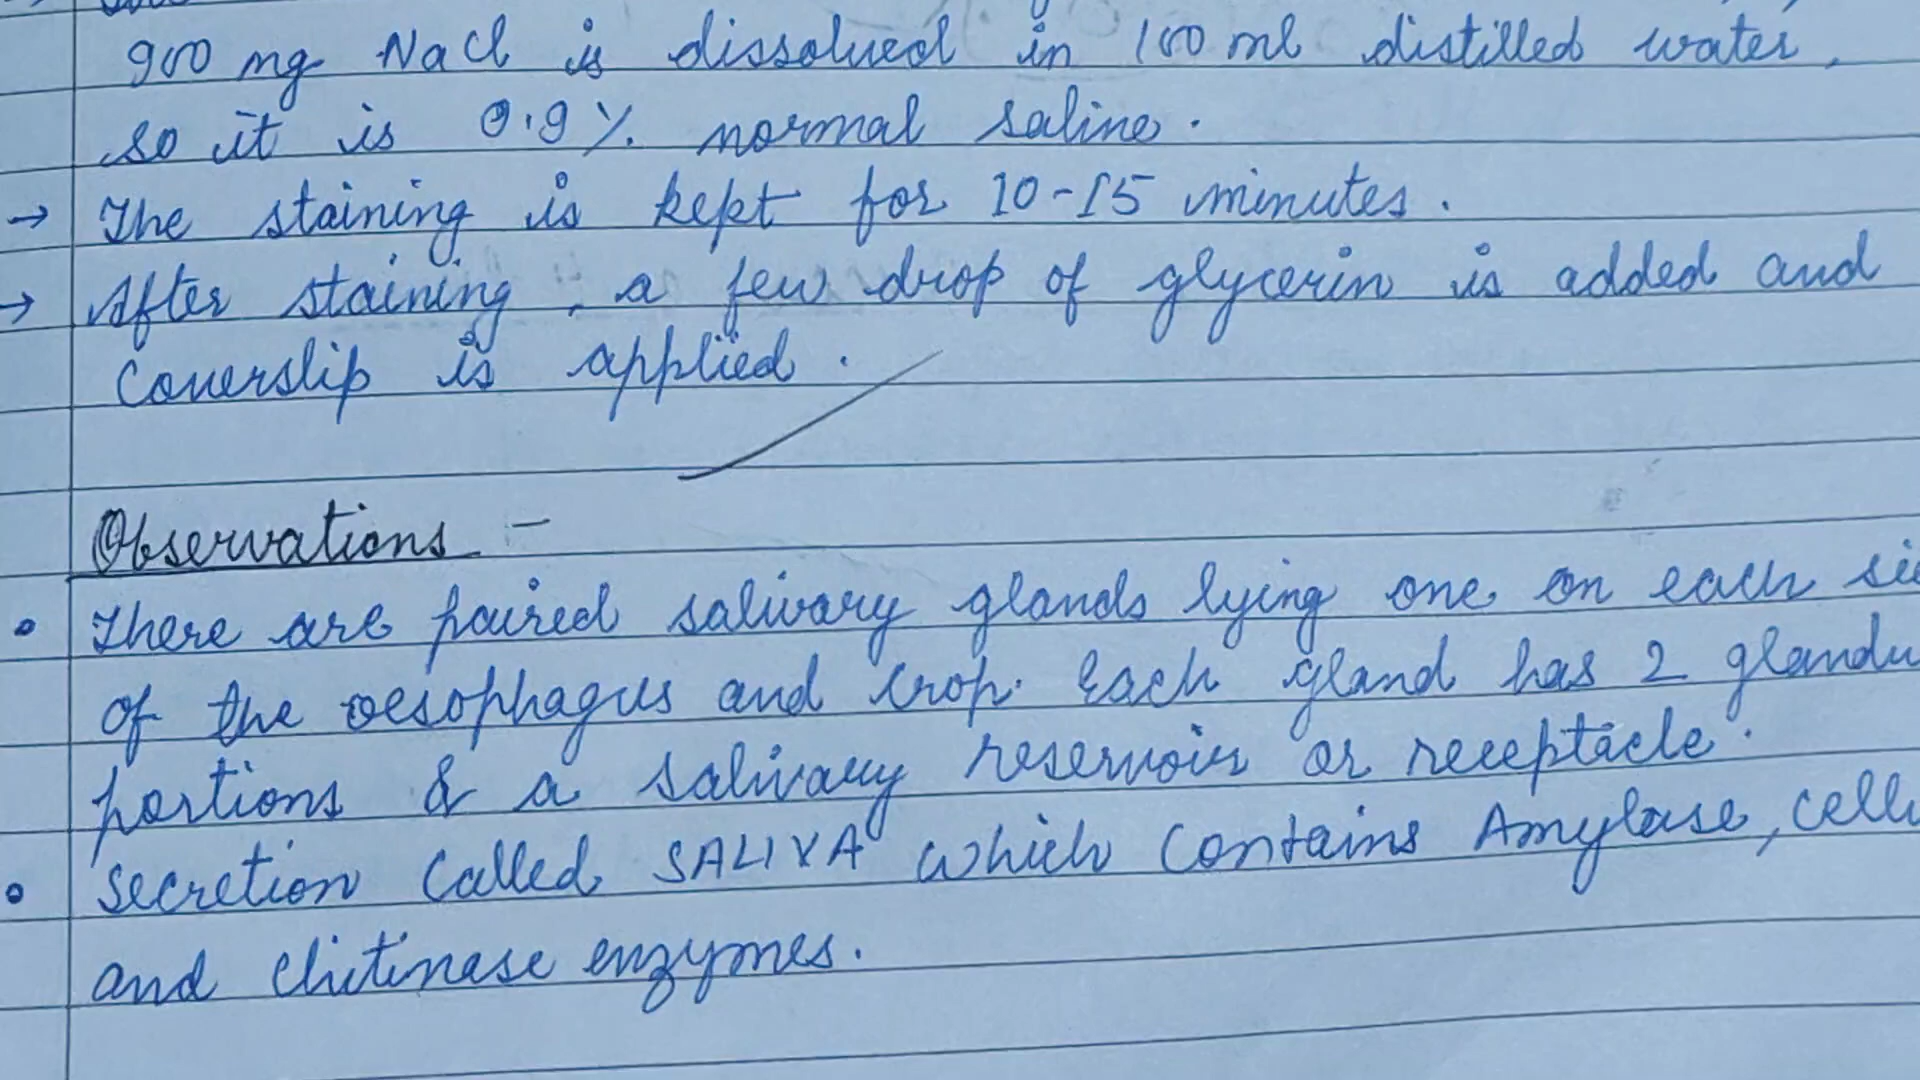 900 mg NaCl is dissolved in 100 ml distilled water,
so it is 0.9% normal saline.
→ The staining is kept for 10-15 minutes.
→ After staining, a few drop of glycerin is added and
coverslip is applied.
Observations -
• There are paired salivary glands lying one on each
of the oesophagus and crop. Each gland has 2
portions & a salivary reservoir or receptacle.
• secretion called SALIVA which contains Amylase,
and chitinase enzymes.